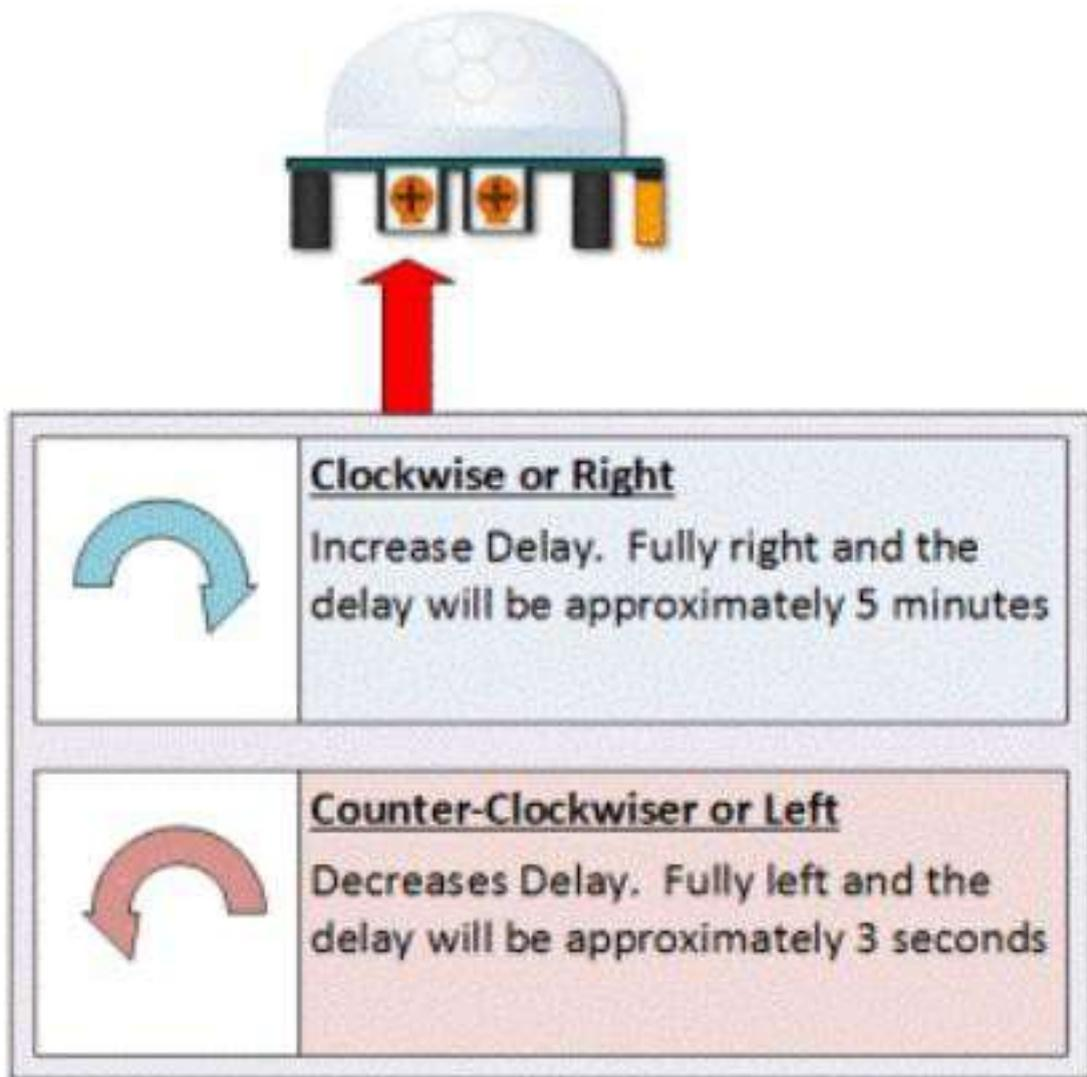 Clockwise or Right
Increase Delay.  Fully right and the
delay will be approximately 5 minutes
Counter-Clockwiser or Left
Decreases Delay.  Fully left and the
delay will be approximately 3 seconds